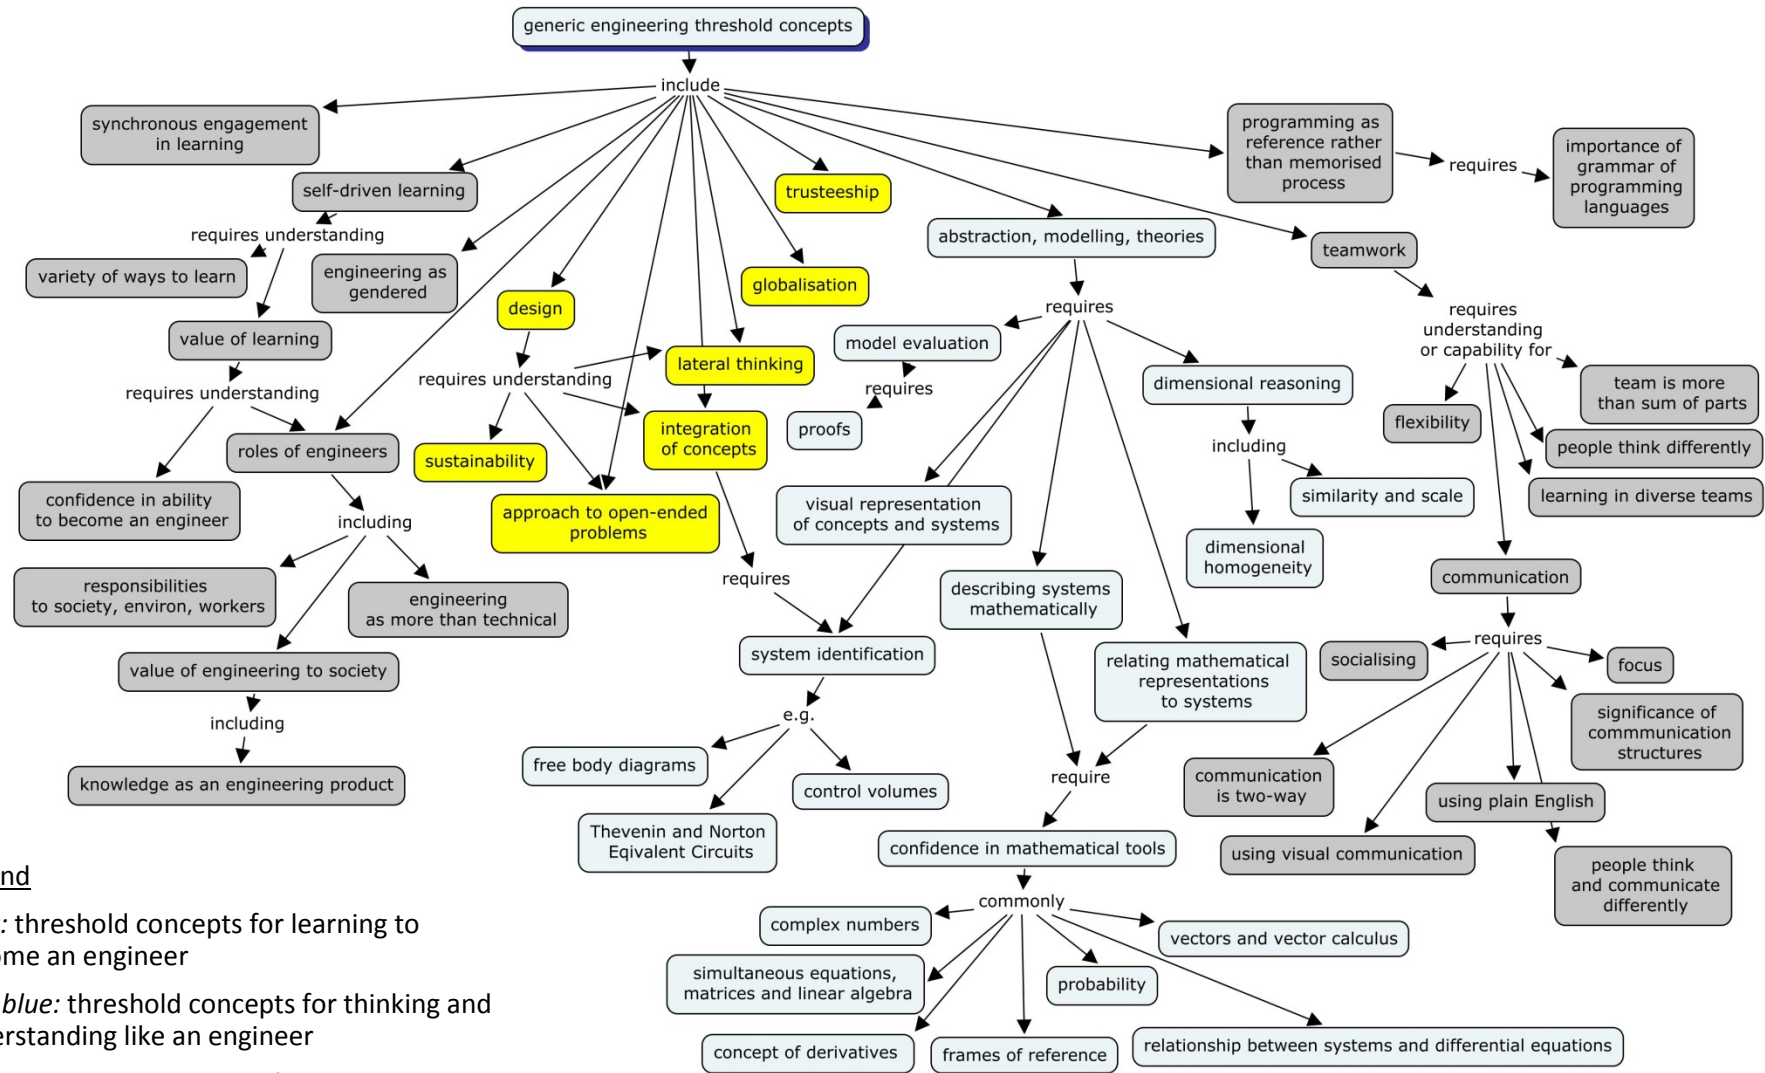 generic engineering threshold concepts
include
synchronous engagement
in learning
self-driven learning
requires understanding
variety of ways to learn
engineering as
gendered
value of learning
requires understanding
roles of engineers
confidence in ability
to become an engineer
including
responsibilities
to society, environ, workers
engineering
as more than technical
value of engineering to society
including
knowledge as an engineering product
design
requires understanding
sustainability
approach to open-ended
problems
lateral thinking
integration
of concepts
requires
trusteeship
globalisation
abstraction, modelling, theories
requires
model evaluation
requires
proofs
dimensional reasoning
including
similarity and scale
dimensional
homogeneity
visual representation
of concepts and systems
describing systems
mathematically
relating mathematical
representations
to systems
system identification
e.g.
free body diagrams
control volumes
Thevenin and Norton
Eqivalent Circuits
require
confidence in mathematical tools
commonly
complex numbers
vectors and vector calculus
simultaneous equations,
matrices and linear algebra
probability
concept of derivatives
frames of reference
relationship between systems and differential equations
programming as
reference rather
than memorised
process
requires
importance of
grammar of
programming
languages
teamwork
requires
understanding
or capability for
team is more
than sum of parts
flexibility
people think differently
learning in diverse teams
communication
requires
socialising
focus
significance of
commmunication
structures
communication
is two-way
using plain English
using visual communication
people think
and communicate
differently
nd
: threshold concepts for learning to
ome an engineer
blue: threshold concepts for thinking and
erstanding like an engineer